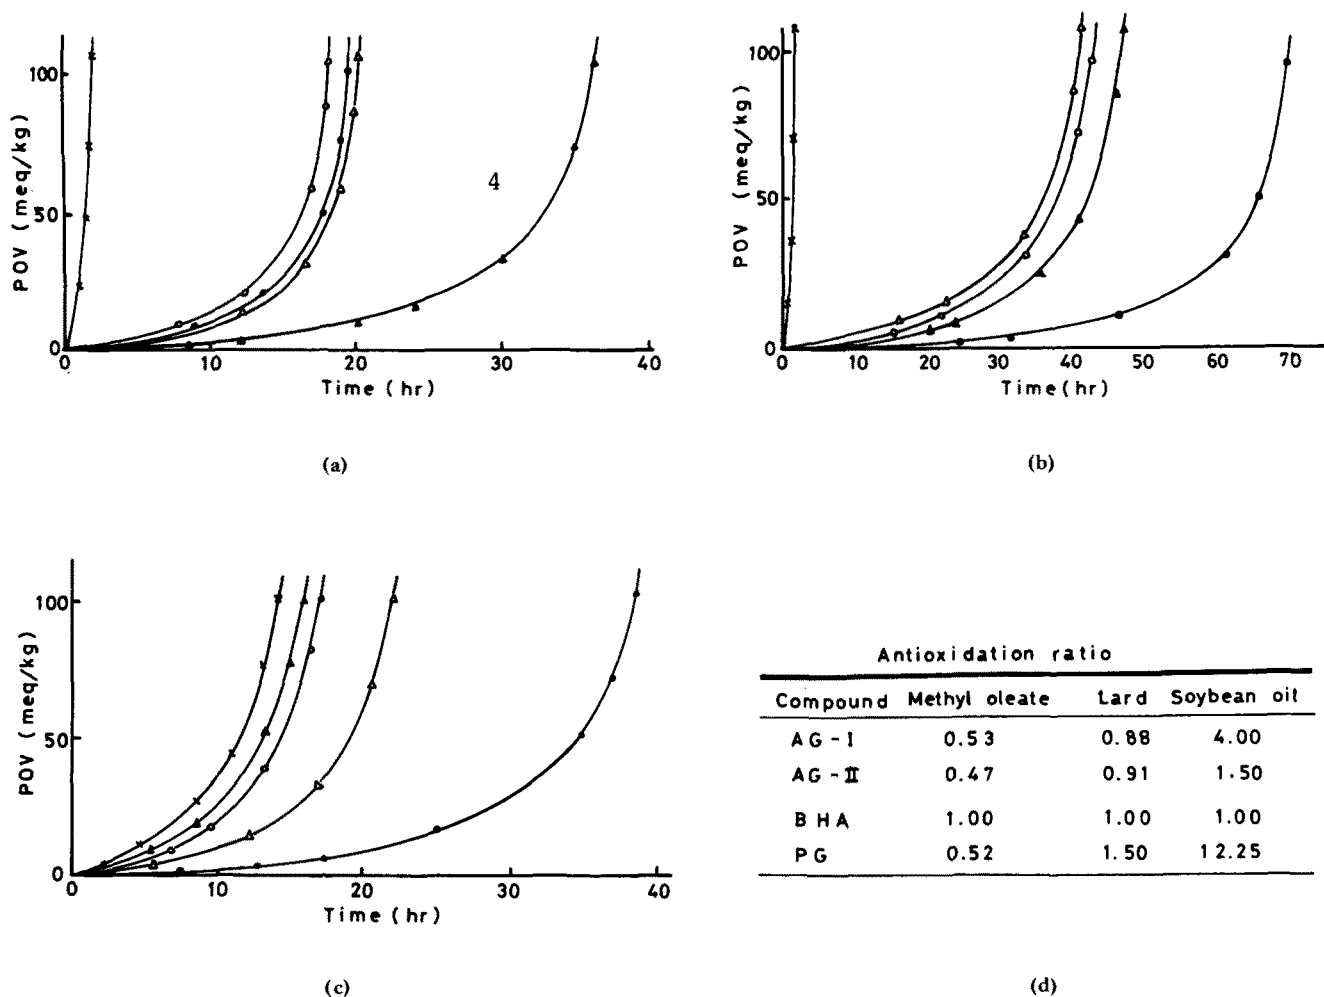 (a)
POV (meq/kg)
100
50
0
4
0 10 20 30 40
Time (hr)
(b)
POV (meq/kg)
100
50
0
0 10 20 30 40 50 60 70
Time (hr)
(a)
(b)
POV (meq/kg)
100
50
0
0 10 20 30 40
Time (hr)
Antioxidation ratio
Compound Methyl oleate Lard Soybean oil
AG-I 0.53 0.88 4.00
AG-II 0.47 0.91 1.50
BHA 1.00 1.00 1.00
PG 0.52 1.50 12.25
(c)
(d)